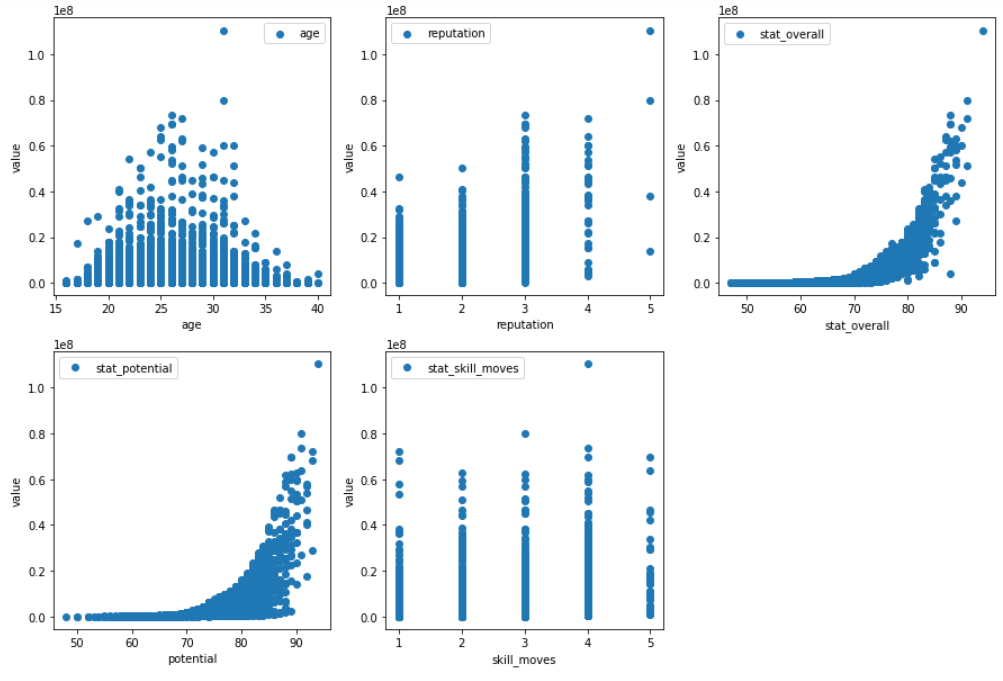 1e8
age
1.0
0.8
0.6
0.4
0.2
0.0
value
15 20 25 30 35 40
age
1e8
reputation
1.0
0.8
0.6
0.4
0.2
0.0
value
1 2 3 4 5
reputation
1e8
stat_overall
1.0
0.8
0.6
0.4
0.2
0.0
value
50 60 70 80 90
stat_overall
1e8
stat_potential
1.0
0.8
0.6
0.4
0.2
0.0
value
50 60 70 80 90
potential
1e8
stat_skill_moves
1.0
0.8
0.6
0.4
0.2
0.0
value
1 2 3 4 5
skill_moves